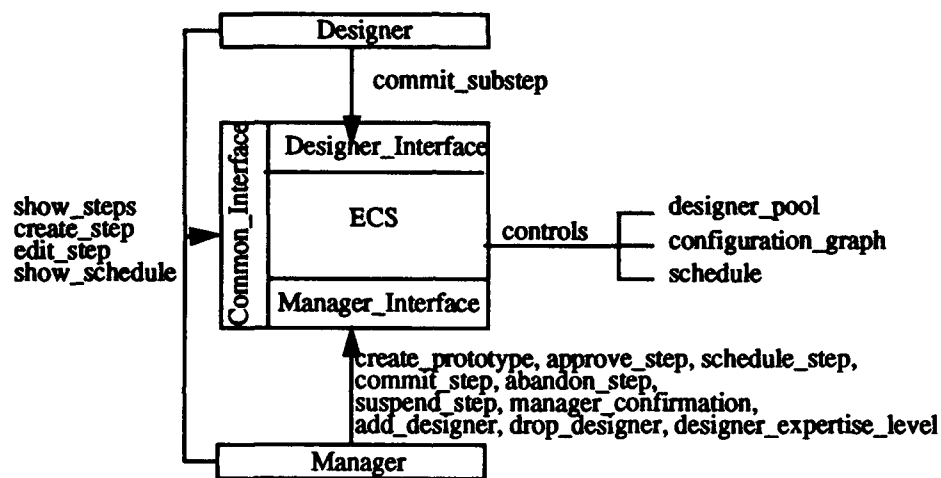 Designer
commit_substep
Designer_Interface
Common_Interface
ECS
show_steps
create_step
edit_step
show_schedule
controls
designer_pool
configuration_graph
schedule
Manager_Interface
create_prototype, approve_step, schedule_step,
commit_step, abandon_step,
suspend_step, manager_confirmation,
add_designer, drop_designer, designer_expertise_level
Manager